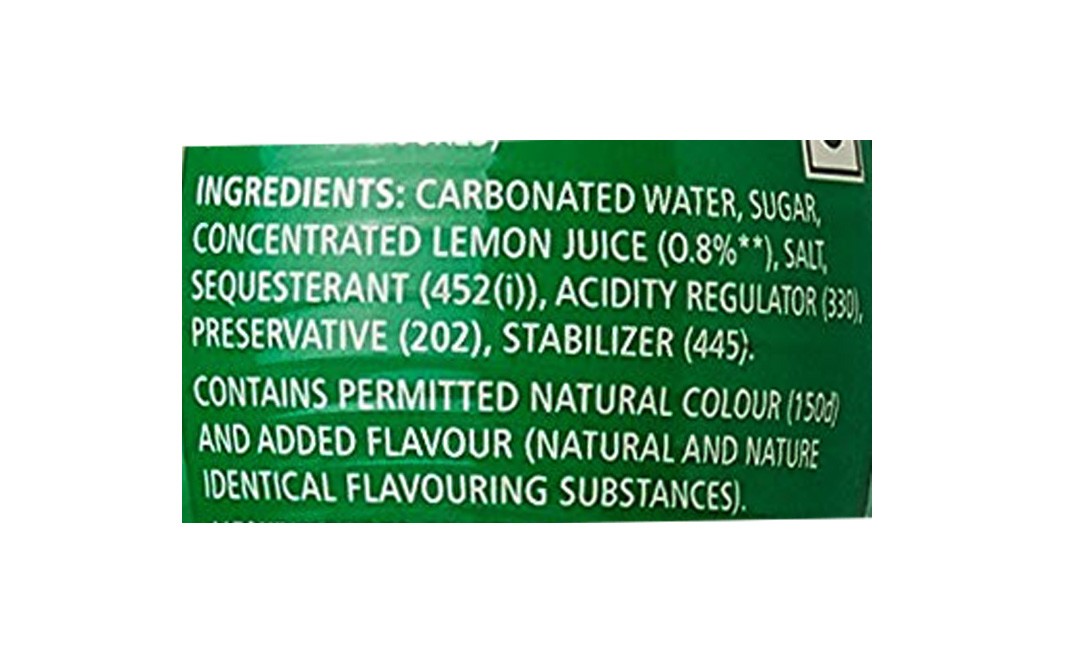 INGREDIENTS: CARBONATED WATER, SUGAR,
CONCENTRATED LEMON JUICE (0.8%**), SALT,
SEQUESTERANT (452(i)), ACIDITY REGULATOR (330),
PRESERVATIVE (202), STABILIZER (445).
CONTAINS PERMITTED NATURAL COLOUR (150d)
AND ADDED FLAVOUR (NATURAL AND NATURE
IDENTICAL FLAVOURING SUBSTANCES).